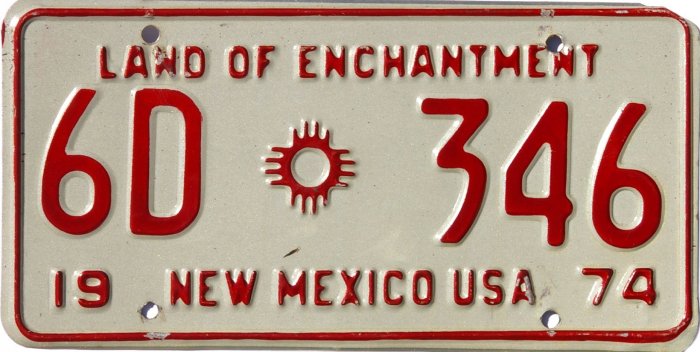 LAND OF ENCHANTMENT
6D 346
19 NEW MEXICO USA 74